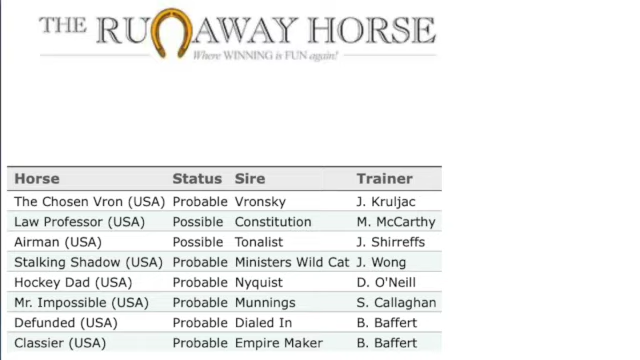 THE RUNAWAY HORSE
Where WINNING is FUN again!
Horse Status Sire Trainer
The Chosen Vron (USA) Probable Vronsky J. Kruljac
Law Professor (USA) Possible Constitution M. McCarthy
Airman (USA) Possible Tonalist J. Shirreffs
Stalking Shadow (USA) Probable Ministers Wild Cat J. Wong
Hockey Dad (USA) Probable Nyquist D. O'Neill
Mr. Impossible (USA) Probable Munnings S. Callaghan
Defunded (USA) Probable Dialed In B. Baffert
Classier (USA) Probable Empire Maker B. Baffert